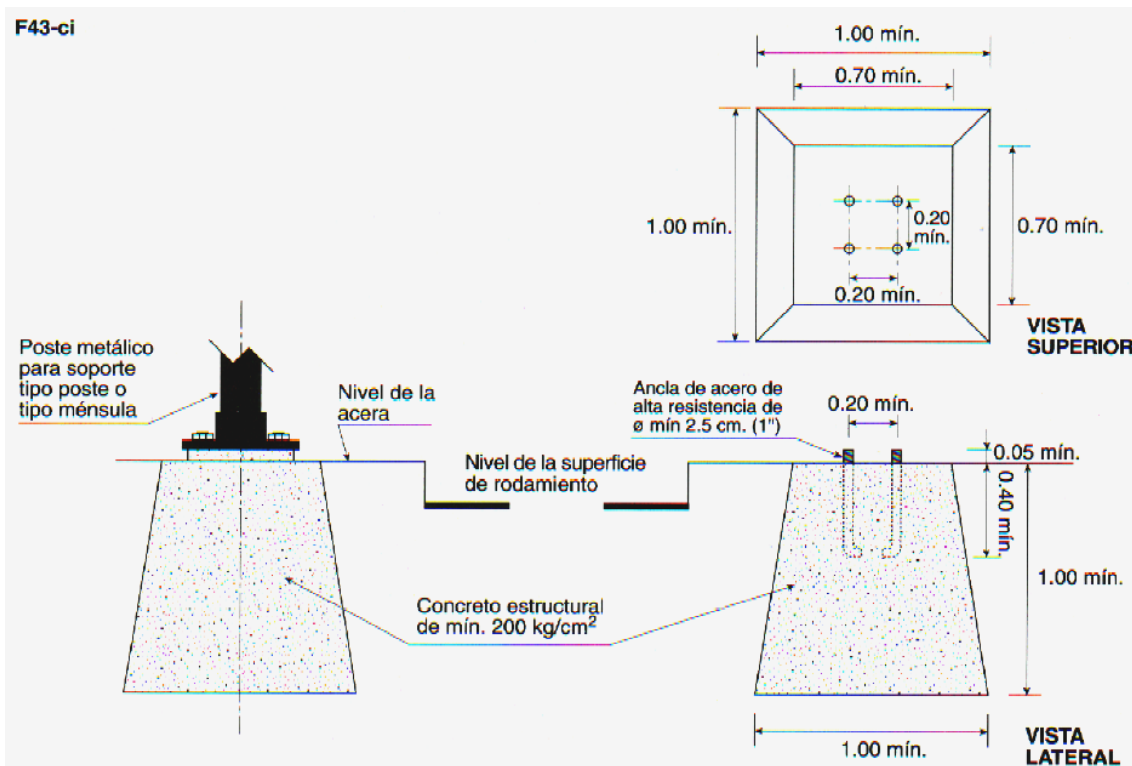 F43-ci
1.00 mín.
0.70 mín.
1.00 mín.
0.20
mín.
0.70 mín.
0.20 mín.
VISTA
SUPERIOR
Poste metálico
para soporte
tipo poste o
tipo ménsula
Nivel de la
acera
Nivel de la superficie
de rodamiento
Ancla de acero de
alta resistencia de
ø mín 2.5 cm. (1")
0.20 mín.
0.05 mín.
0.40 mín.
1.00 mín.
Concreto estructural
de mín. 200 kg/cm²
1.00 mín.
VISTA
LATERAL